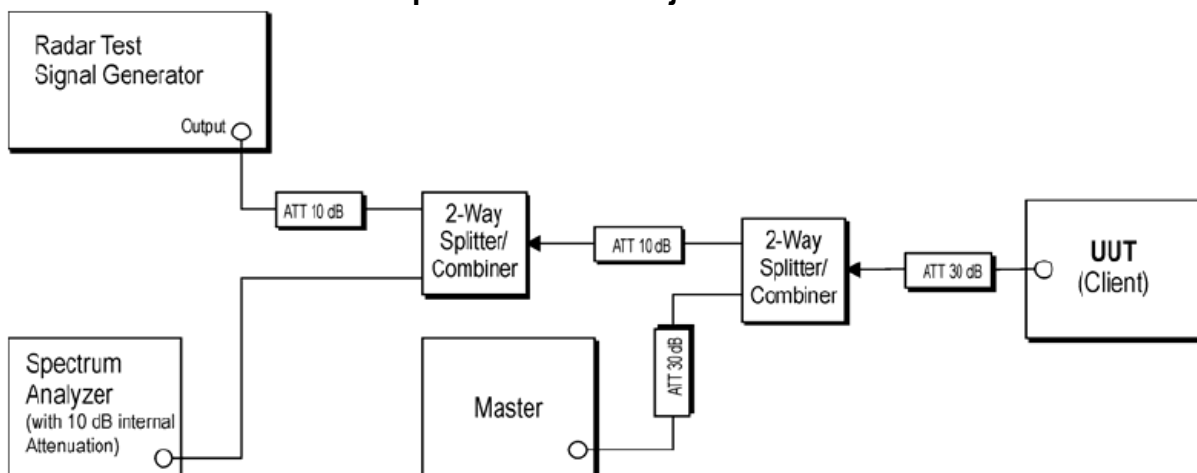 Radar Test
Signal Generator
Output
ATT 10 dB
2-Way
Splitter/
Combiner
ATT 10 dB
2-Way
Splitter/
Combiner
ATT 30 dB
UUT
(Client)
ATT 30 dB
Spectrum
Analyzer
(with 10 dB internal
Attenuation)
Master